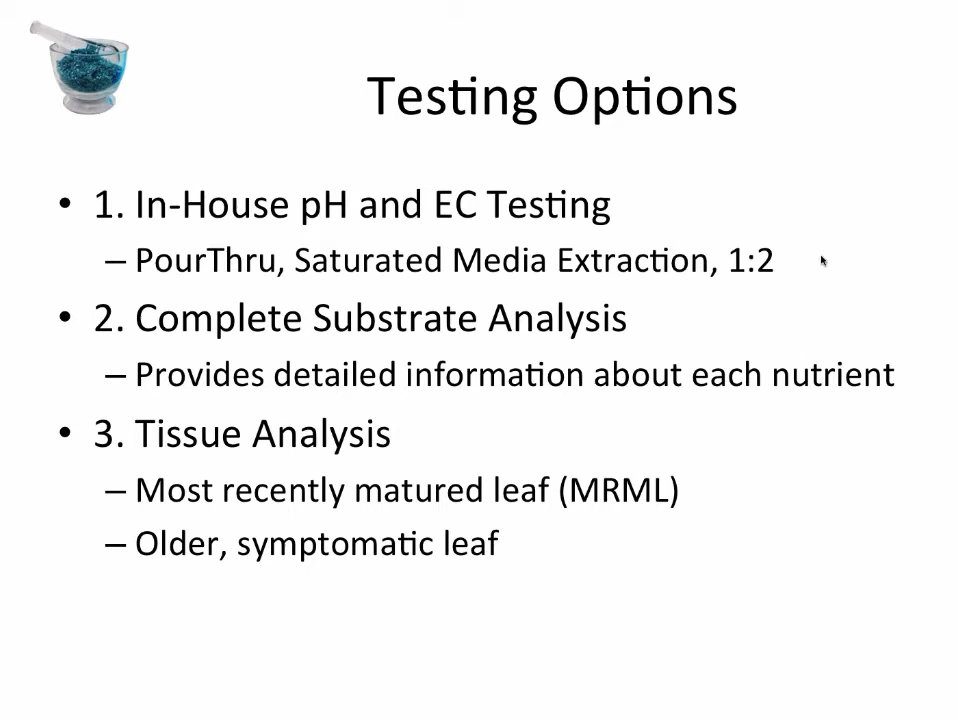 Testing Options
• 1. In-House pH and EC Testing
– PourThru, Saturated Media Extraction, 1:2
• 2. Complete Substrate Analysis
– Provides detailed information about each nutrient
• 3. Tissue Analysis
– Most recently matured leaf (MRML)
– Older, symptomatic leaf